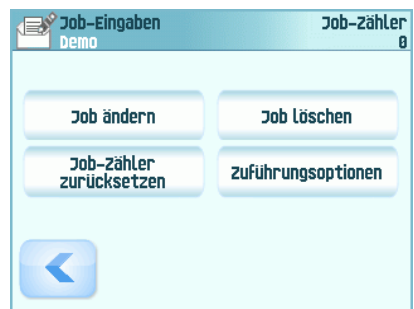 Job-Eingaben
Job-Zähler
Demo
0
Job ändern
Job löschen
Job-Zähler
zurücksetzen
Zuführungsoptionen